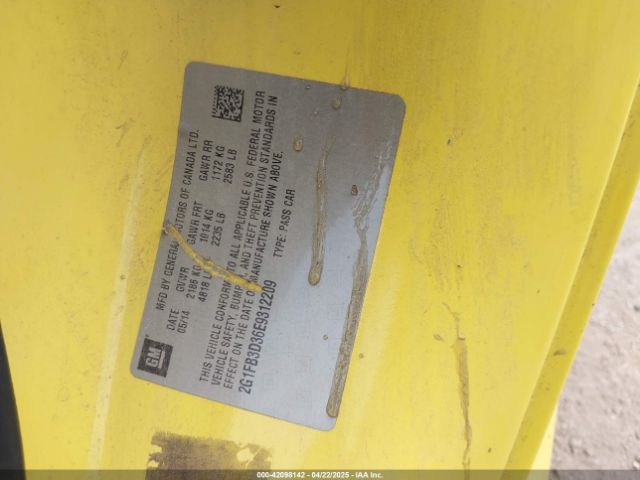 MFD BY GENERAL MOTORS OF CANADA LTD.
DATE GVWR GAWR FRT GAWR RR
05/14 2186 KG 1014 KG 1172 KG
4818 LB 2235 LB 2583 LB
THIS VEHICLE CONFORMS TO ALL APPLICABLE U.S. FEDERAL MOTOR
VEHICLE SAFETY, BUMPER, AND THEFT PREVENTION STANDARDS IN
EFFECT ON THE DATE OF MANUFACTURE SHOWN ABOVE.
2G1FB3D36E9312209 TYPE: PASS CAR
GM
000-42098142 - 04/22/2025 - IAA Inc.